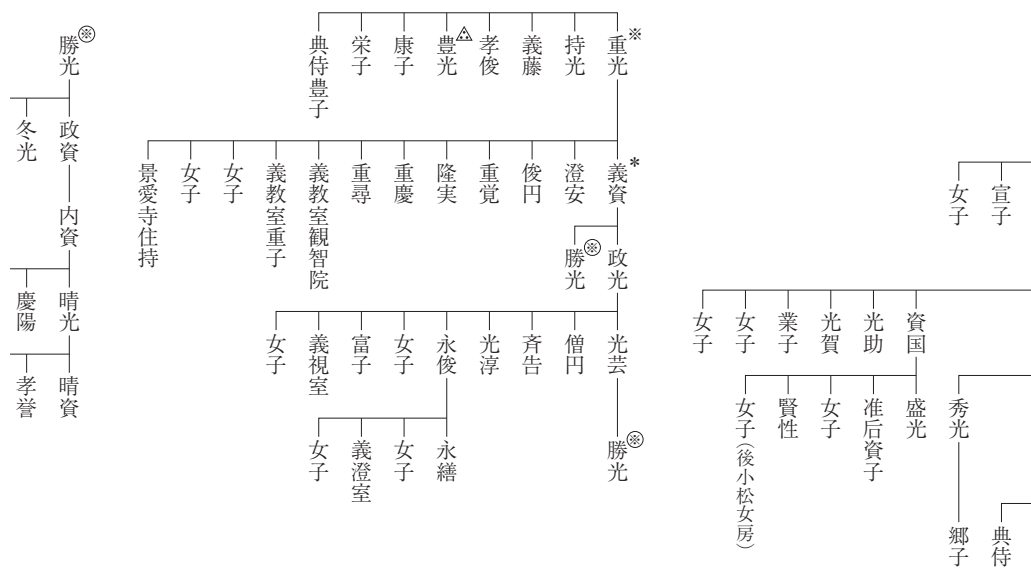 女子
宣子
資国
光助
光賀
業子
女子
女子
秀光
盛光
准后資子
女子
賢性
女子(後小松女房)
典侍
郷子
重光※
持光
義藤
孝俊
豊光
康子
栄子
典侍豊子
義資*
澄安
俊円
重覚
隆実
重慶
重尋
義教室観智院
義教室重子
女子
女子
景愛寺住持
政光
勝光※
光芸
僧円
斉告
光淳
永俊
女子
富子
義視室
女子
勝光※
永繕
女子
義澄室
女子
勝光※
政資
冬光
内資
晴光
慶陽
晴資
孝誉